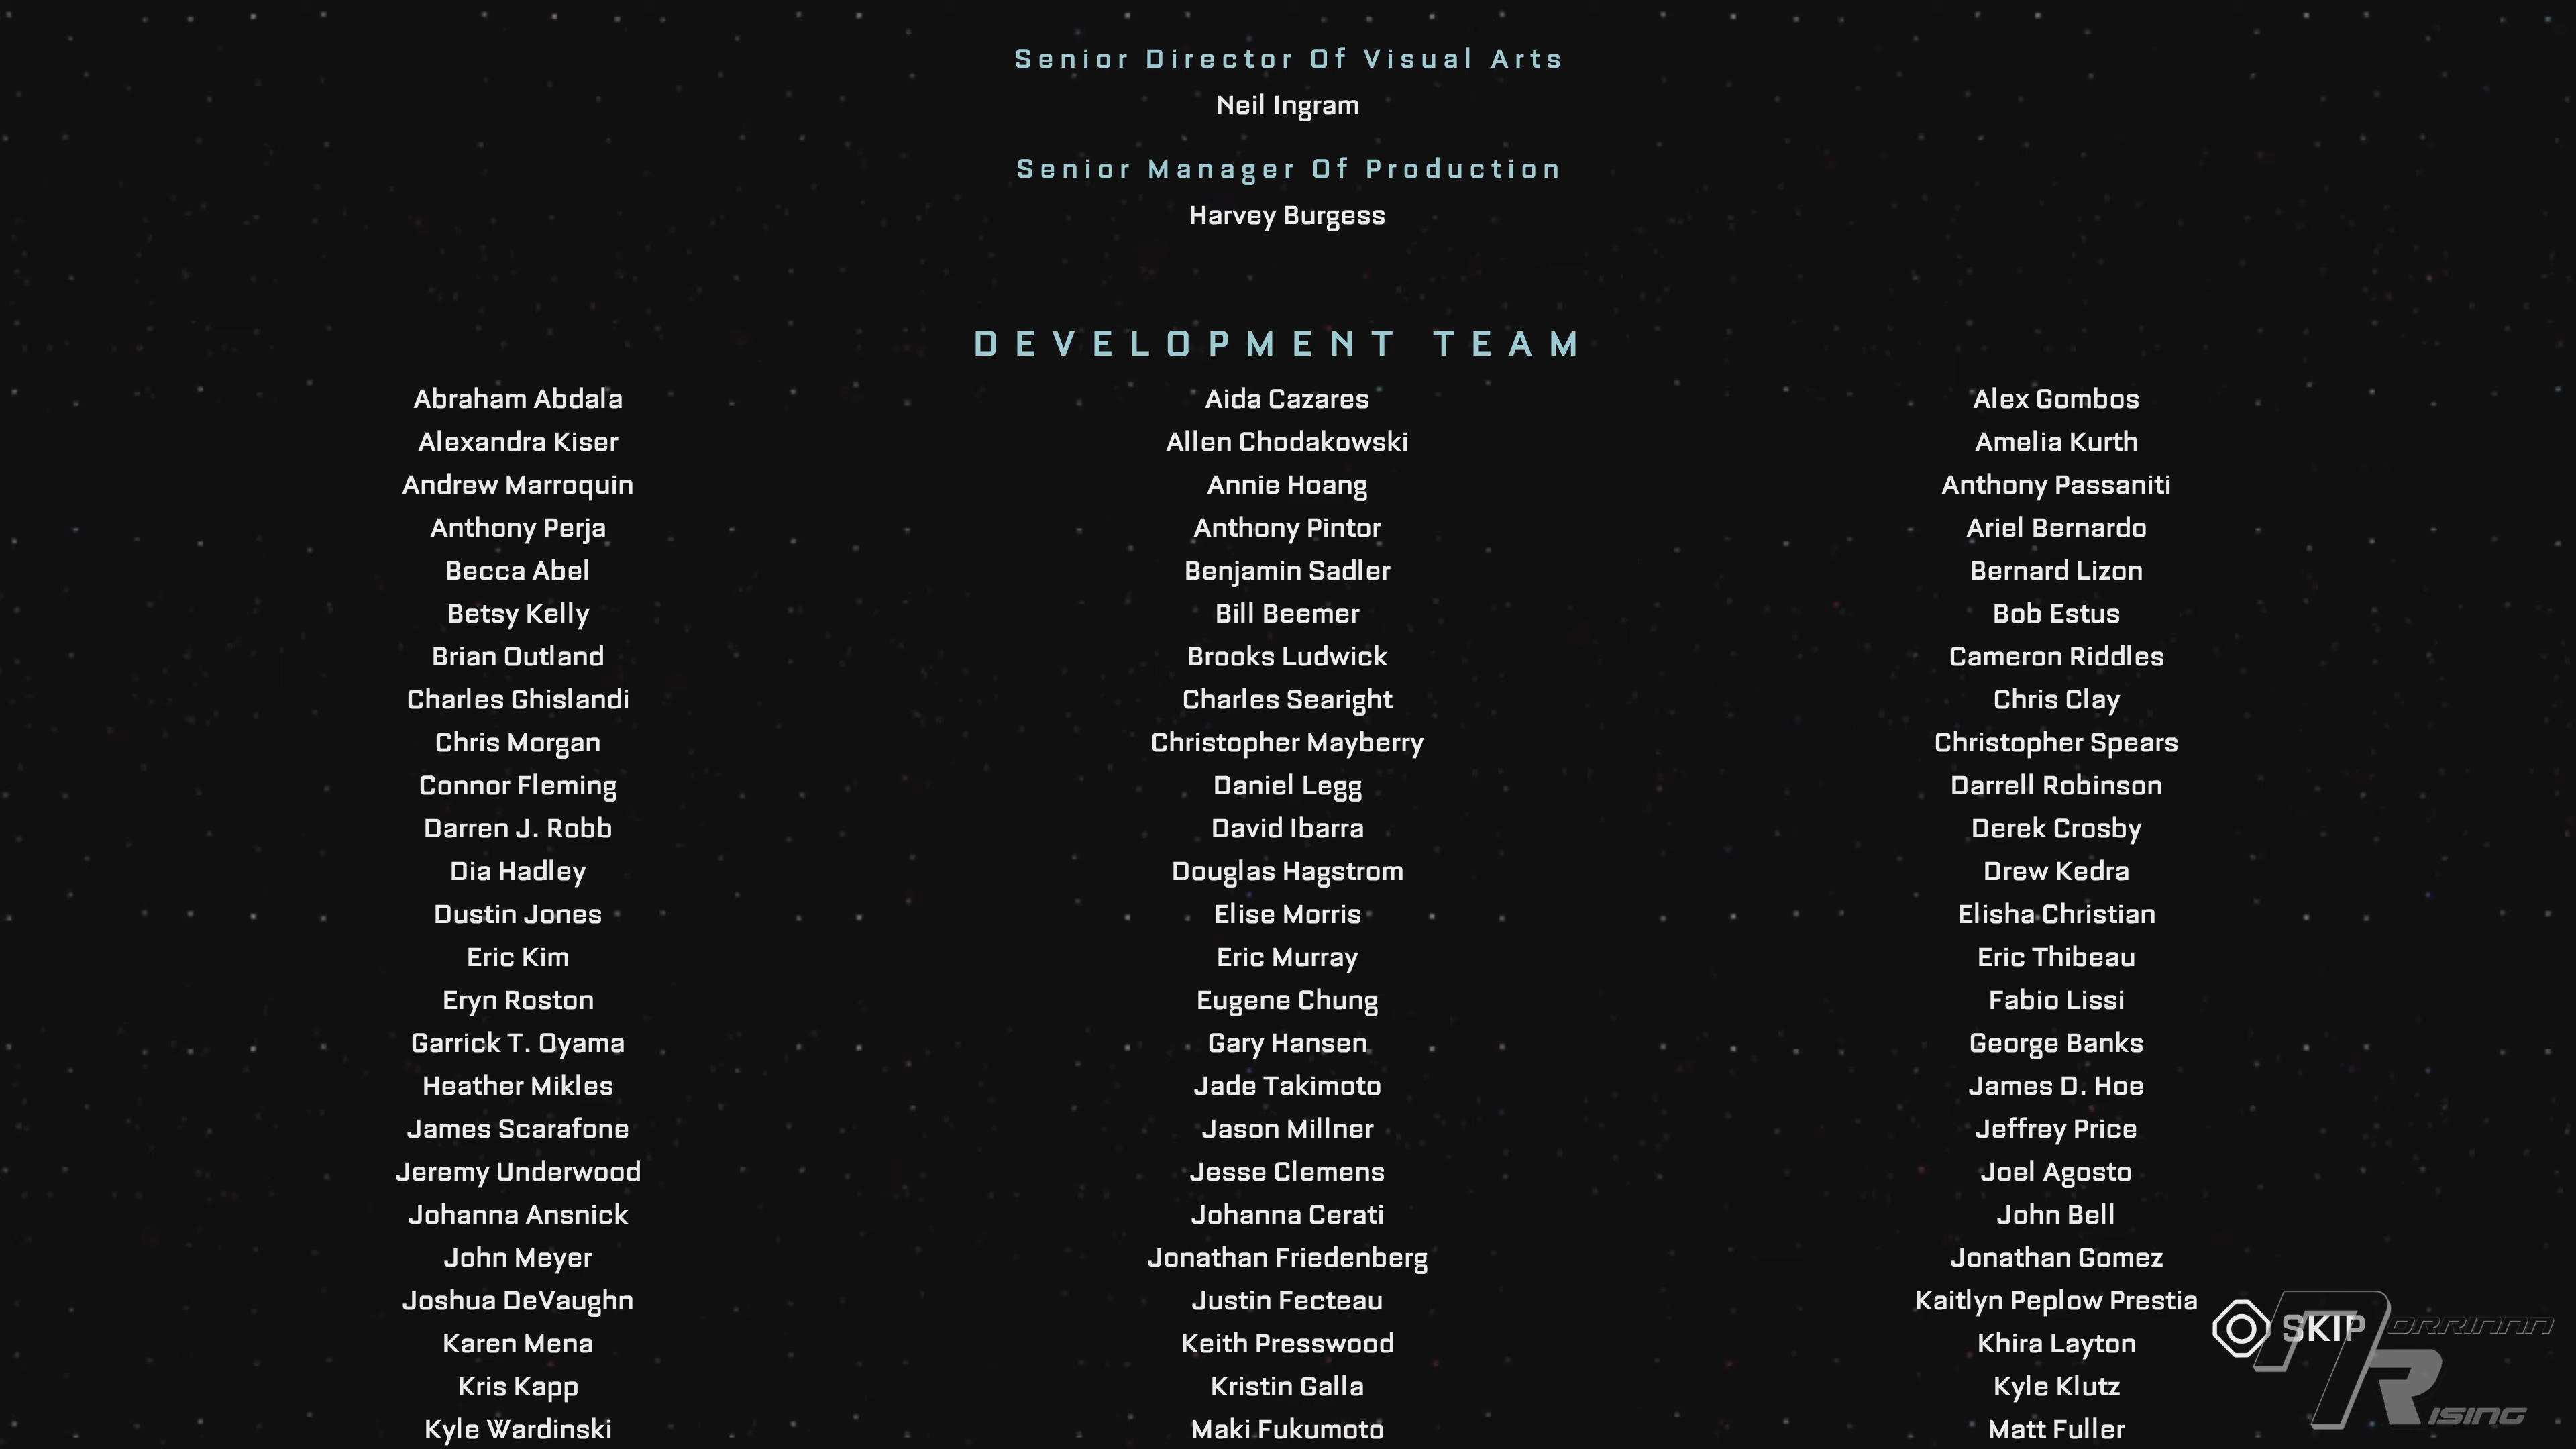 Senior Director Of Visual Arts
Neil Ingram
Senior Manager Of Production
Harvey Burgess
DEVELOPMENT TEAM
Abraham Abdala Aida Cazares Alex Gombos
Alexandra Kiser Allen Chodakowski Amelia Kurth
Andrew Marroquin Annie Hoang Anthony Passaniti
Anthony Perja Anthony Pintor Ariel Bernardo
Becca Abel Benjamin Sadler Bernard Lizon
Betsy Kelly Bill Beemer Bob Estus
Brian Outland Brooks Ludwick Cameron Riddles
Charles Ghislandi Charles Searight Chris Clay
Chris Morgan Christopher Mayberry Christopher Spears
Connor Fleming Daniel Legg Darrell Robinson
Darren J. Robb David Ibarra Derek Crosby
Dia Hadley Douglas Hagstrom Drew Kedra
Dustin Jones Elise Morris Elisha Christian
Eric Kim Eric Murray Eric Thibeau
Eryn Roston Eugene Chung Fabio Lissi
Garrick T. Oyama Gary Hansen George Banks
Heather Mikles Jade Takimoto James D. Hoe
James Scarafone Jason Millner Jeffrey Price
Jeremy Underwood Jesse Clemens Joel Agosto
Johanna Ansnick Johanna Cerati John Bell
John Meyer Jonathan Friedenberg Jonathan Gomez
Joshua DeVaughn Justin Fecteau Kaitlyn Peplow Prestia
Karen Mena Keith Presswood Khira Layton
Kris Kapp Kristin Galla Kyle Klutz
Kyle Wardinski Maki Fukumoto Matt Fuller
SKIP
Rising